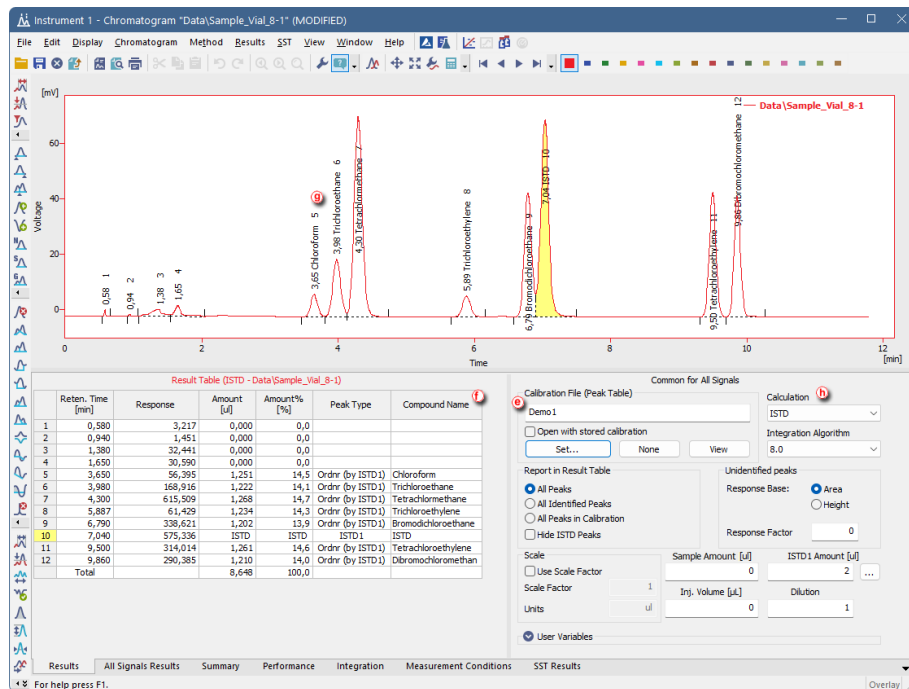 Instrument 1 - Chromatogram "Data\Sample_Vial_8-1" (MODIFIED)
File Edit Display Chromatogram Method Results SST View Window Help
[mV]
Data\Sample_Vial_8-1
60
40
20
0
Voltage
0,58 1
0,94 2
1,38 3
1,65 4
3,65 Chloroform 5
g
3,98 Trichloroethane 6
4,30 Tetrachlormethane 7
5,89 Trichloroethylene 8
6,79 Bromodichloroethane 9
7,04 ISTD 10
9,50 Tetrachloroethylene 11
9,86 Dibromochloromethane 12
0 2 4 6 8 10 12
Time
[min]
Result Table (ISTD - Data\Sample_Vial_8-1)
f
Reten. Time [min] Response Amount [ul] Amount% [%] Peak Type Compound Name
1 0,580 3,217 0,000 0,0
2 0,940 1,451 0,000 0,0
3 1,380 32,441 0,000 0,0
4 1,650 30,590 0,000 0,0
5 3,650 56,395 1,251 14,5 Ordnr (by ISTD1) Chloroform
6 3,980 168,916 1,222 14,1 Ordnr (by ISTD1) Trichloroethane
7 4,300 615,509 1,268 14,7 Ordnr (by ISTD1) Tetrachlormethane
8 5,887 61,429 1,234 14,3 Ordnr (by ISTD1) Trichloroethylene
9 6,790 338,621 1,202 13,9 Ordnr (by ISTD1) Bromodichloroethane
10 7,040 575,336 ISTD ISTD ISTD1 ISTD
11 9,500 314,014 1,261 14,6 Ordnr (by ISTD1) Tetrachloroethylene
12 9,860 290,385 1,210 14,0 Ordnr (by ISTD1) Dibromochloromethan
Total 8,648 100,0
Common for All Signals
Calibration File (Peak Table)
e
Demo1
Open with stored calibration
Set... None View
Calculation
h
ISTD
Integration Algorithm
8.0
Report in Result Table
All Peaks
All Identified Peaks
All Peaks in Calibration
Hide ISTD Peaks
Unidentified peaks
Response Base: Area
Height
Response Factor 0
Scale
Use Scale Factor
Scale Factor 1
Units ul
Sample Amount [ul] ISTD1 Amount [ul]
0 2 ...
Inj. Volume [µL] Dilution
0 1
User Variables
Results All Signals Results Summary Performance Integration Measurement Conditions SST Results
For help press F1.
Overlay